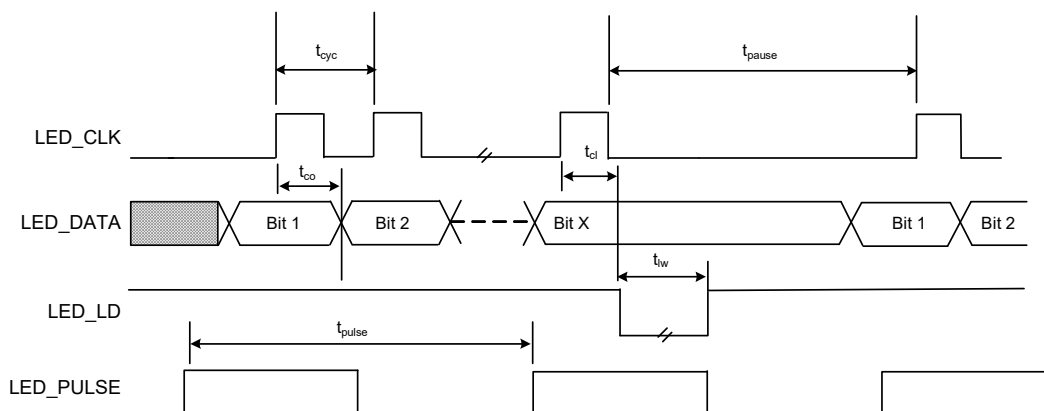 tcyc
tpause
LED_CLK
tco
tcl
LED_DATA
Bit 1
Bit 2
Bit X
Bit 1
Bit 2
tlw
LED_LD
tpulse
LED_PULSE